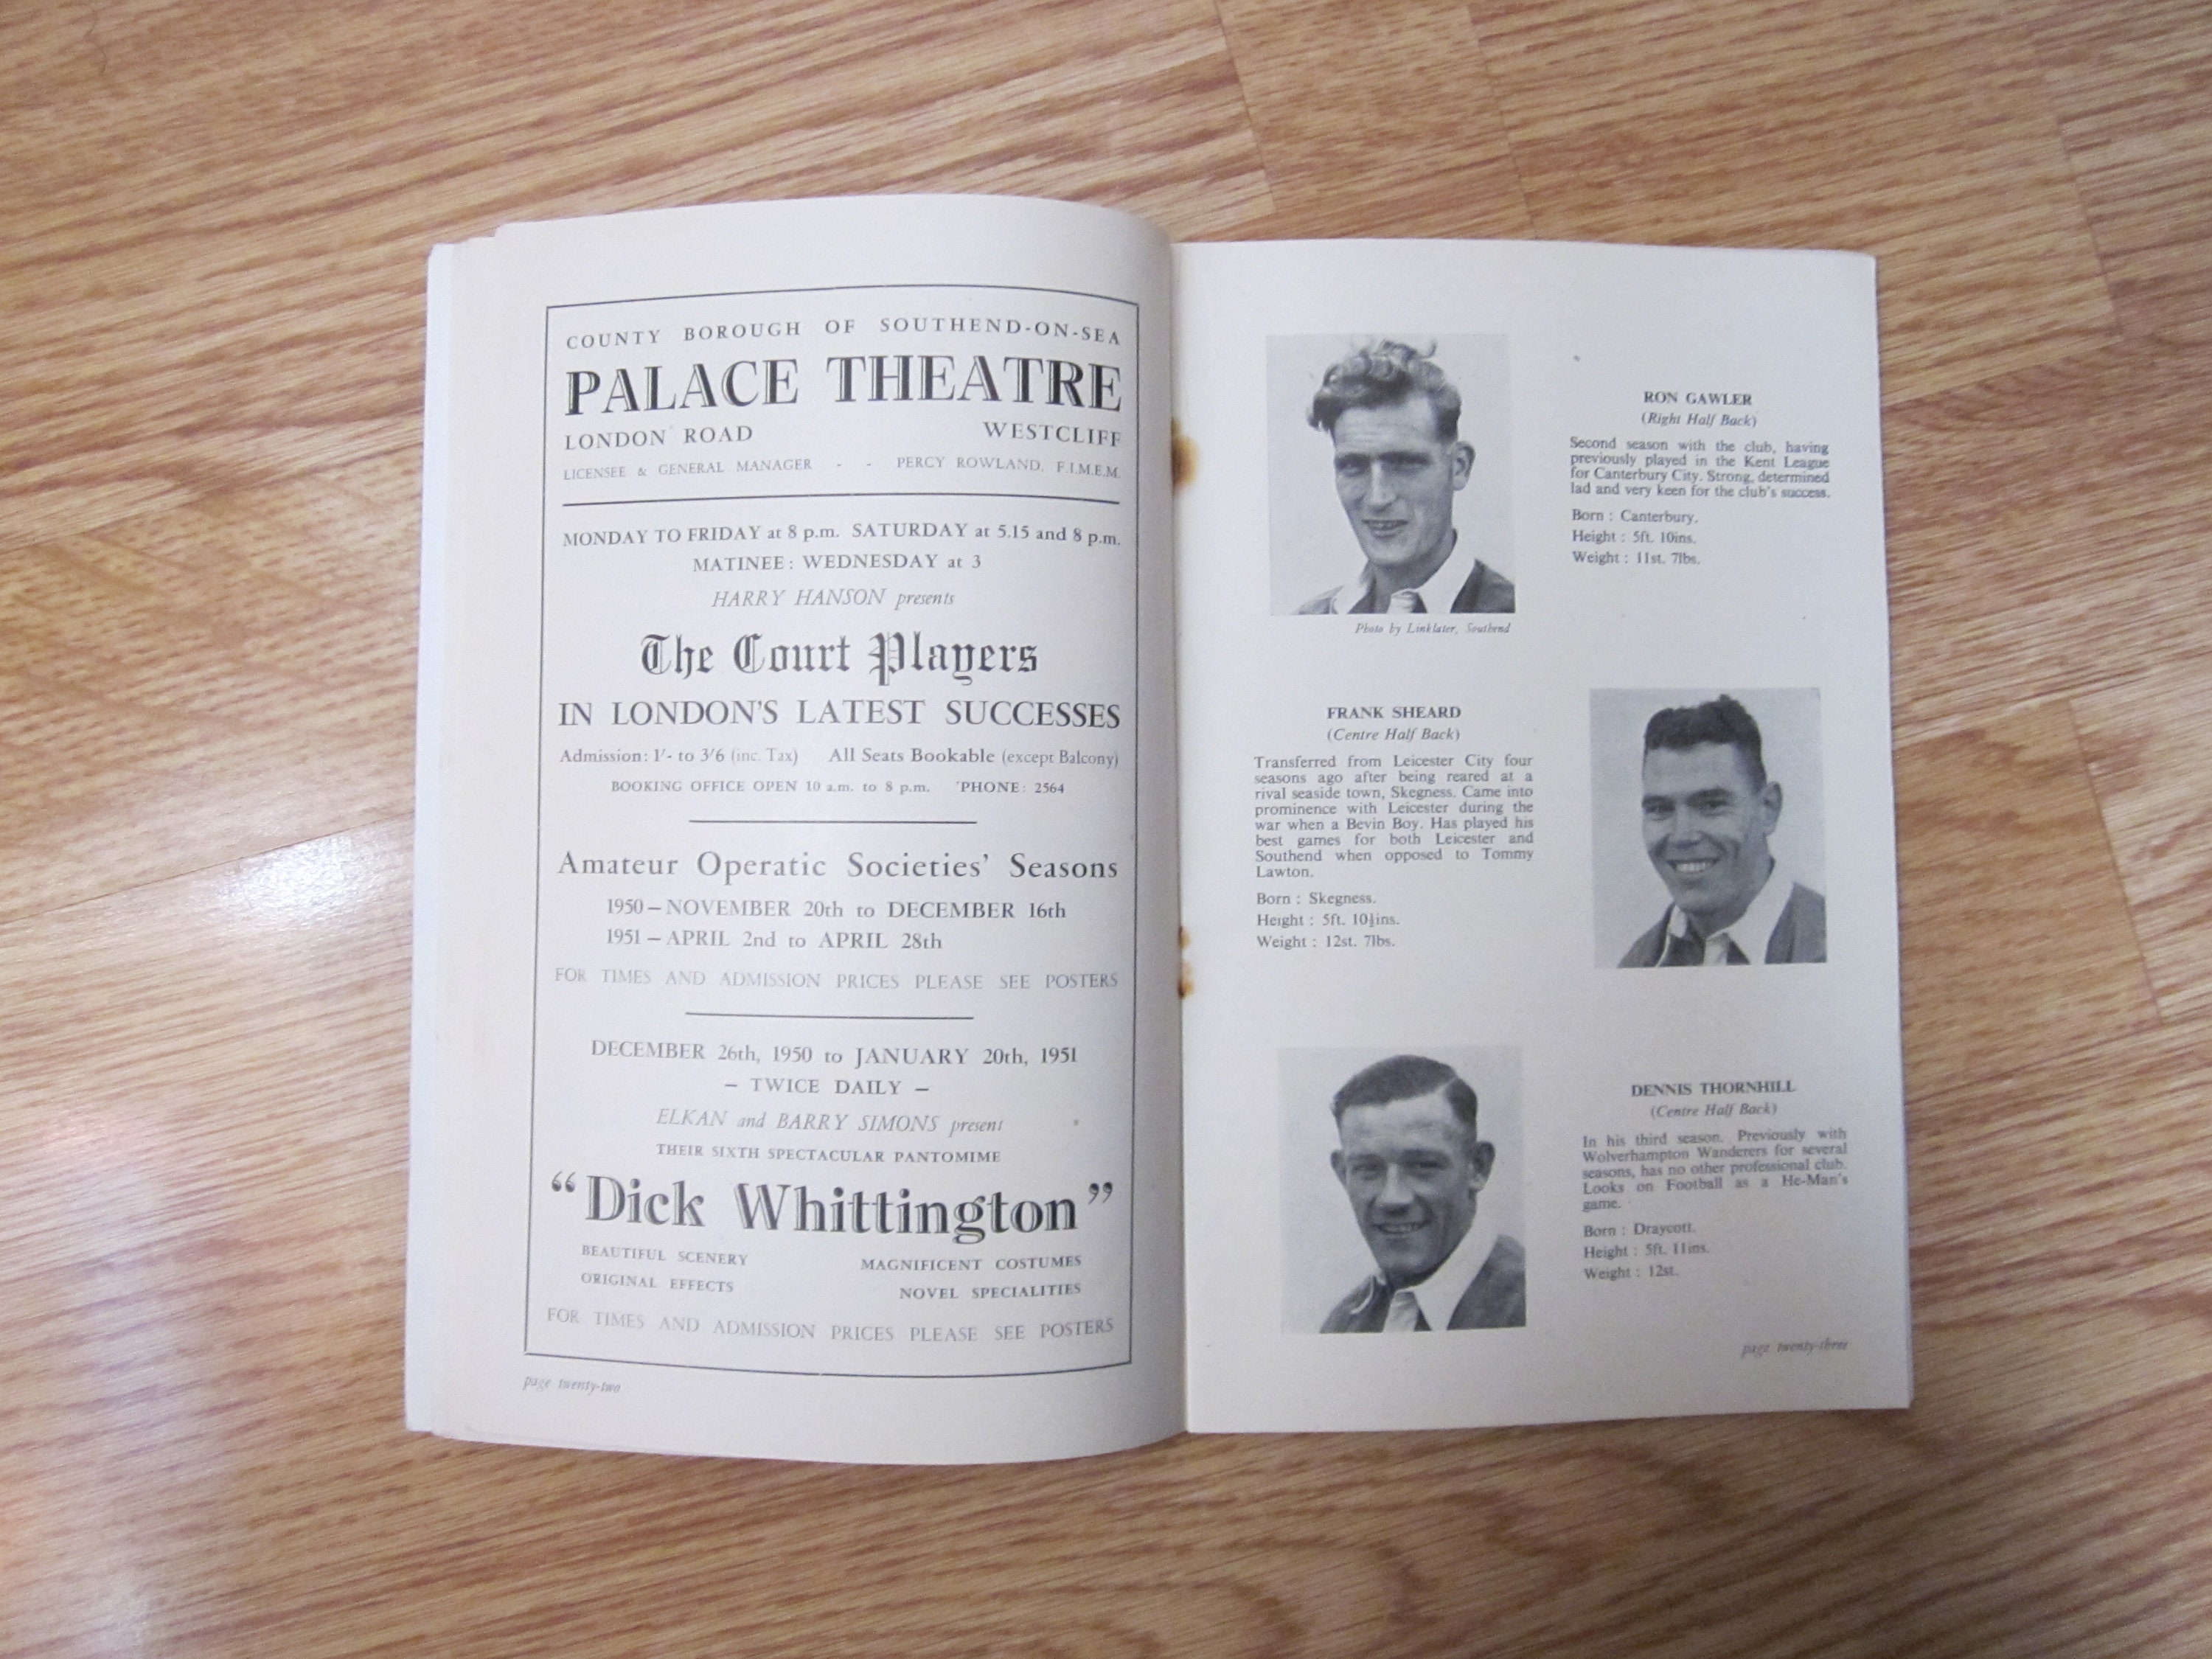 COUNTY BOROUGH OF SOUTHEND-ON-SEA
PALACE THEATRE
LONDON ROAD WESTCLIFF
LICENSEE & GENERAL MANAGER - - PERCY ROWLAND, F.I.M.E.M.
MONDAY TO FRIDAY at 8 p.m. SATURDAY at 5.15 and 8 p.m.
MATINEE: WEDNESDAY at 3
HARRY HANSON presents
The Court Players
IN LONDON'S LATEST SUCCESSES
Admission: 1/- to 3/6 (inc. Tax) All Seats Bookable (except Balcony)
BOOKING OFFICE OPEN 10 a.m. to 8 p.m. 'PHONE: 2564
Amateur Operatic Societies' Seasons
1950 – NOVEMBER 20th to DECEMBER 16th
1951 – APRIL 2nd to APRIL 28th
FOR TIMES AND ADMISSION PRICES PLEASE SEE POSTERS
DECEMBER 26th, 1950 to JANUARY 20th, 1951
– TWICE DAILY –
ELKAN and BARRY SIMONS present
THEIR SIXTH SPECTACULAR PANTOMIME
"Dick Whittington"
BEAUTIFUL SCENERY MAGNIFICENT COSTUMES
ORIGINAL EFFECTS NOVEL SPECIALITIES
FOR TIMES AND ADMISSION PRICES PLEASE SEE POSTERS
page twenty-two
RON GAWLER
(Right Half Back)
Second season with the club, having
previously played in the Kent League
for Canterbury City. Strong, determined
lad and very keen for the club's success.
Born : Canterbury.
Height : 5ft. 10ins.
Weight : 11st. 7lbs.
Photo by Linklater, Southend
FRANK SHEARD
(Centre Half Back)
Transferred from Leicester City four
seasons ago after being reared at a
rival seaside town, Skegness. Came into
prominence with Leicester during the
war when a Bevin Boy. Has played his
best games for both Leicester and
Southend when opposed to Tommy
Lawton.
Born : Skegness.
Height : 5ft. 10½ins.
Weight : 12st. 7lbs.
DENNIS THORNHILL
(Centre Half Back)
In his third season. Previously with
Wolverhampton Wanderers for several
seasons, has no other professional club.
Looks on Football as a He-Man's
game.
Born : Draycott.
Height : 5ft. 11ins.
Weight : 12st.
page twenty-three